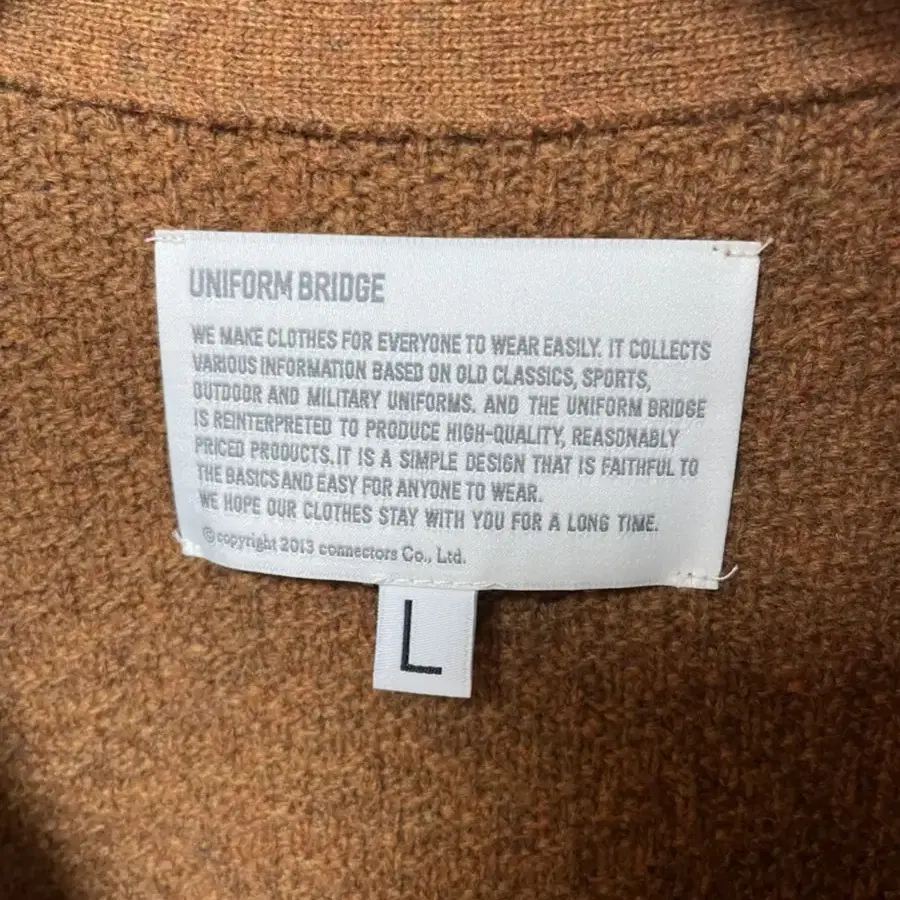 UNIFORM BRIDGE
WE MAKE CLOTHES FOR EVERYONE TO WEAR EASILY. IT COLLECTS
VARIOUS INFORMATION BASED ON OLD CLASSICS, SPORTS,
OUTDOOR AND MILITARY UNIFORMS. AND THE UNIFORM BRIDGE
IS REINTERPRETED TO PRODUCE HIGH-QUALITY, REASONABLY
PRICED PRODUCTS.IT IS A SIMPLE DESIGN THAT IS FAITHFUL TO
THE BASICS AND EASY FOR ANYONE TO WEAR.
WE HOPE OUR CLOTHES STAY WITH YOU FOR A LONG TIME.
©copyright 2013 connectors Co., Ltd.
L